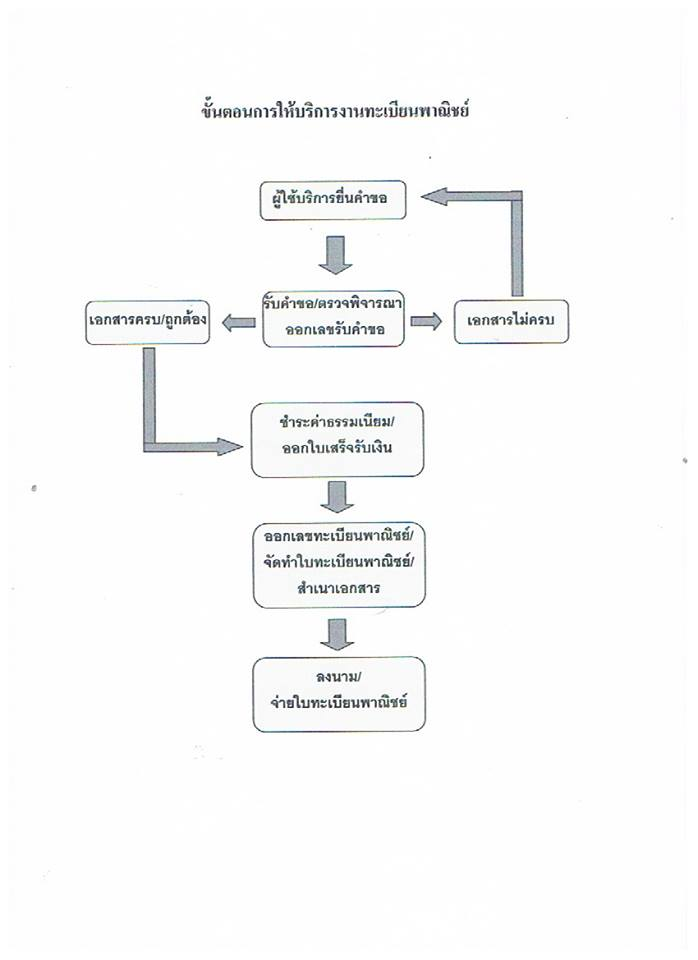 ขั้นตอนการให้บริการงานทะเบียนพาณิชย์
ผู้ใช้บริการยื่นคำขอ
รับคำขอ/ตรวจพิจารณา
ออกเลขรับคำขอ
เอกสารครบ/ถูกต้อง
เอกสารไม่ครบ
ชำระค่าธรรมเนียม/
ออกใบเสร็จรับเงิน
ออกเลขทะเบียนพาณิชย์/
จัดทำใบทะเบียนพาณิชย์/
สำเนาเอกสาร
ลงนาม/
จ่ายใบทะเบียนพาณิชย์